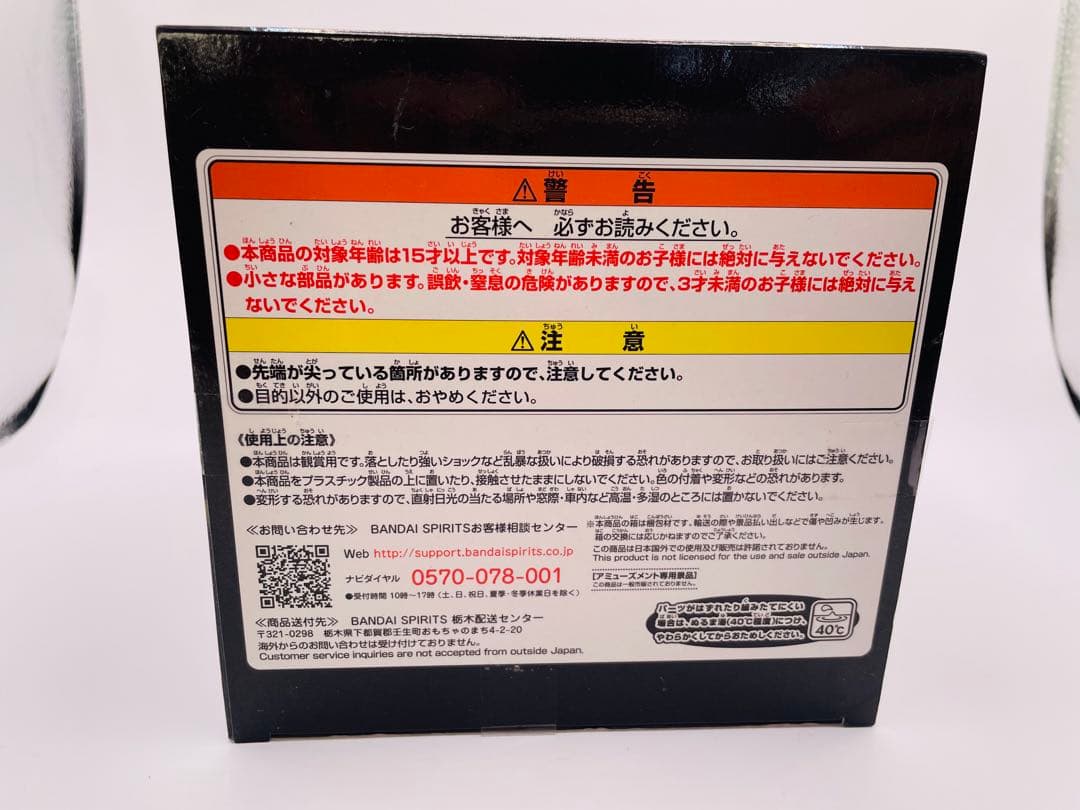 ⚠警告
お客様へ 必ずお読みください。
●本商品の対象年齢は15才以上です。対象年齢未満のお子様には絶対に与えないでください。
●小さな部品があります。誤飲・窒息の危険がありますので、3才未満のお子様には絶対に与え
ないでください。
⚠注意
●先端が尖っている箇所がありますので、注意してください。
●目的以外のご使用は、おやめください。
《使用上の注意》
●本商品は観賞用です。落としたり強いショックなど乱暴な扱いにより破損する恐れがありますので、お取り扱いにはご注意ください。
●本商品をプラスチック製品の上に置いたり、接触させたままにしないでください。色の付着や変形などの恐れがあります。
●変形する恐れがありますので、直射日光の当たる場所や窓際・車内など高温・多湿のところには置かないでください。
≪お問い合わせ先≫ BANDAI SPIRITSお客様相談センター
Web http://support.bandaispirits.co.jp
ナビダイヤル 0570-078-001
●受付時間 10時~17時(土、日、祝日、夏季・冬季休業日を除く)
≪商品送付先≫ BANDAI SPIRITS 栃木配送センター
〒321-0298 栃木県下都賀郡壬生町おもちゃのまち4-2-20
海外からのお問い合わせは受け付けておりません。
Customer service inquiries are not accepted from outside Japan.
※本商品の箱は梱包材です。輸送の際や景品払い出しなどで傷や凹みが生じます。
箱の交換には応じかねますのでご了承ください。
この商品は日本国外での使用及び販売は許諾されておりません。
This product is not licensed for the use and sale outside Japan.
[アミューズメント専用景品]
この商品は一般市販されておりません。
パーツがはずれたり組みたてにくい
場合は、ぬるま湯(40℃程度)につけ、
やわらかくしてからおためしください。
40℃